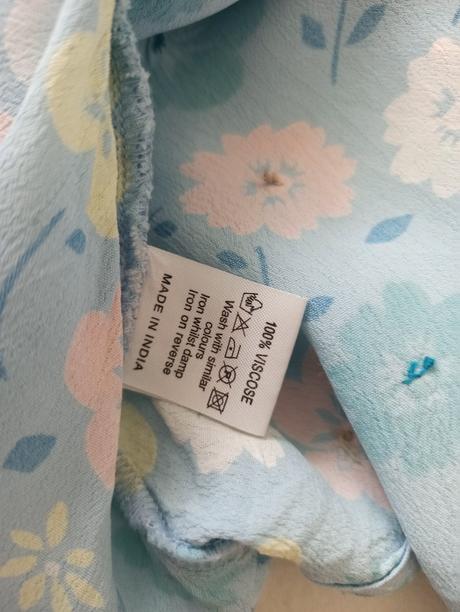 100% VISCOSE
Wash with similar
colours
Iron whilst damp
Iron on reverse
MADE IN INDIA